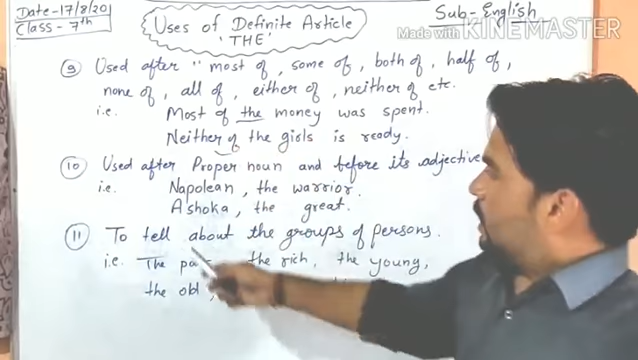 Date-17/8/20
Class-7th
Uses of Definite Article
'THE'
Sub-English
Made with KINEMASTER
9 Used after " most of, some of, both of, half of,
none of, all of, either of, neither of etc.
i.e. Most of the money was spent.
Neither of the girls is ready.
10 Used after Proper noun and before its adjective
i.e. Napolean, the warrior.
Ashoka, the great.
11 To tell about the groups of persons.
i.e. The the rich, the young,
the old,